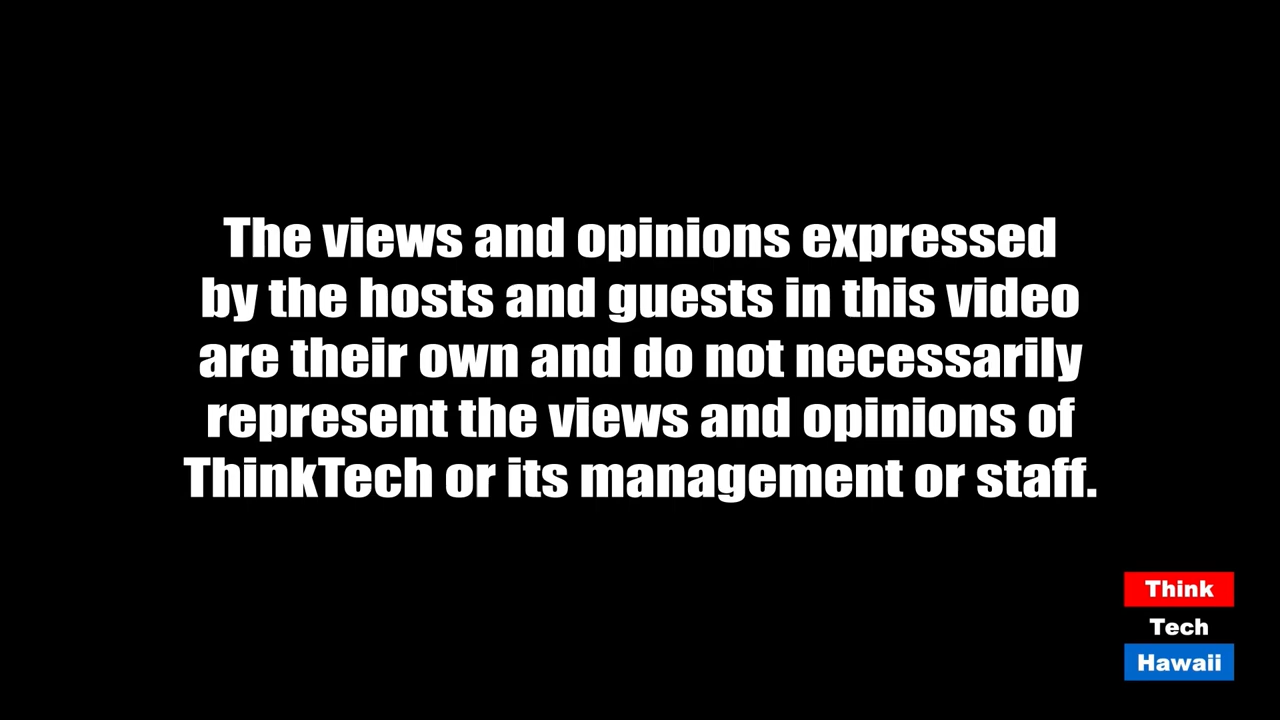 The views and opinions expressed
by the hosts and guests in this video
are their own and do not necessarily
represent the views and opinions of
ThinkTech or its management or staff.
Think
Tech
Hawaii